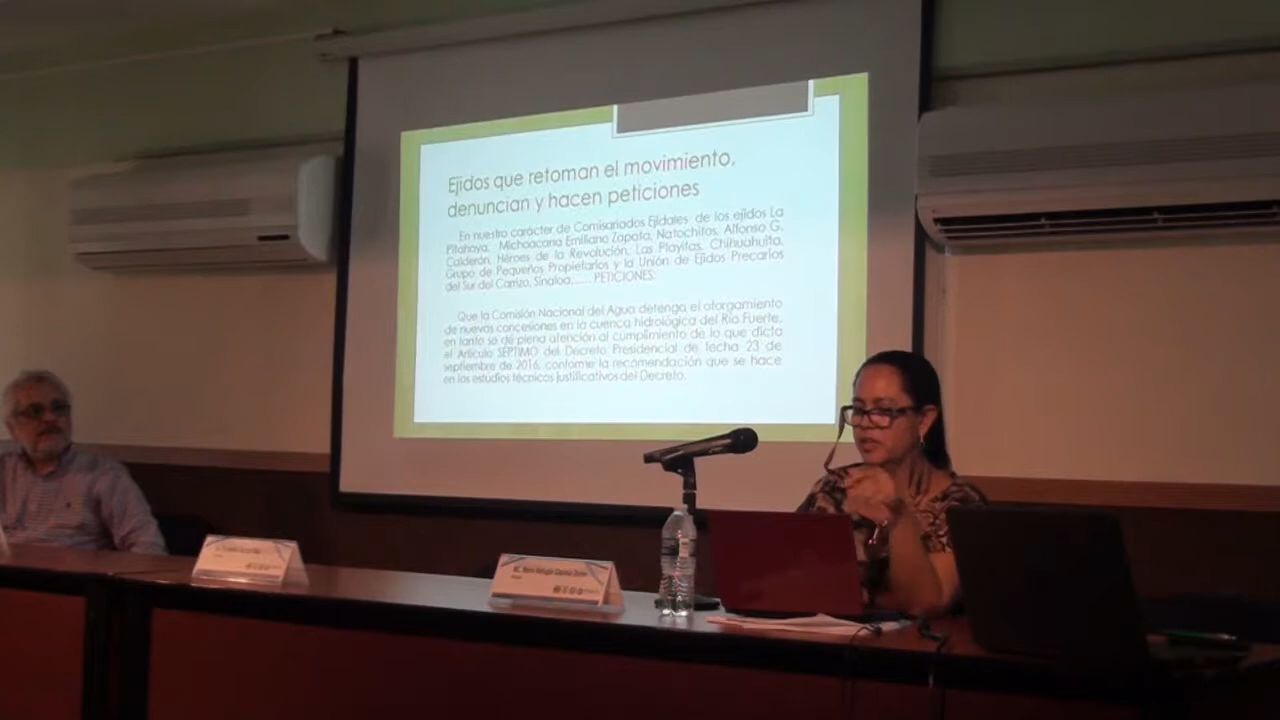 Ejidos que retoman el movimiento,
denuncian y hacen peticiones
En nuestro carácter de Comisariados Ejidales, de los ejidos La
Pitahaya, Michoacana Emiliano Zapata, Natochitos, Alfonso G.
Calderón, Héroes de la Revolución, Las Playitas, Chihuahuita,
Grupo de Pequeños Propietarios y la Unión de Ejidos Precarios
del Sur del Carrizo, Sinaloa...... PETICIONES:
Que la Comisión Nacional del Agua detenga el otorgamiento
de nuevas concesiones en la cuenca hidrológica del Río Fuerte,
en tanto se dé plena atención al cumplimiento de lo que dicta
el Artículo SÉPTIMO del Decreto Presidencial de fecha 23 de
septiembre de 2016, conforme la recomendación que se hace
en los estudios técnicos justificativos del Decreto.